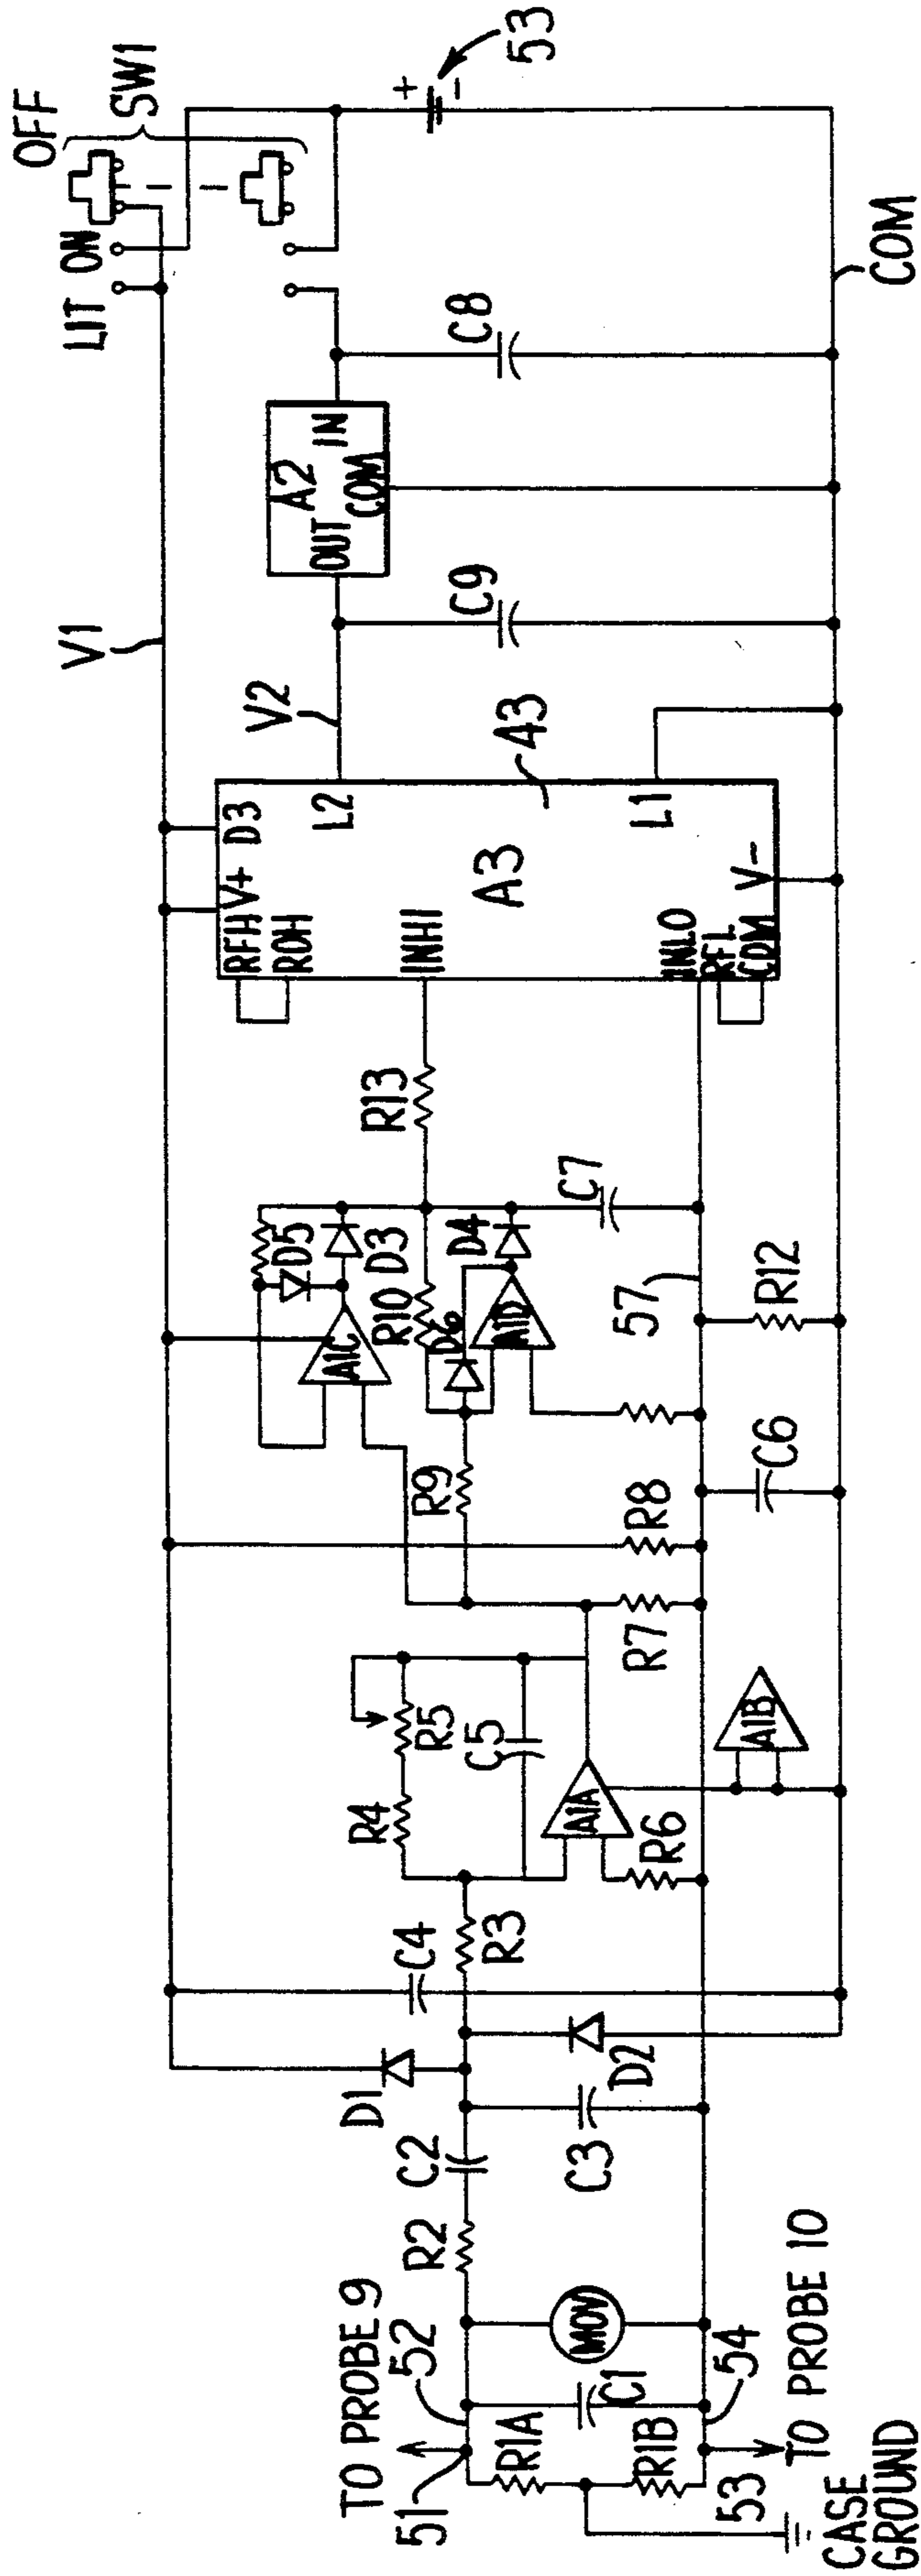 TO PROBE 9
52
51
R1A
C1
MOV
R1B
54
53
TO PROBE 10
CASE
GROUND
R2
C2
C3
D1
D2
C4
R3
R4
R5
C5
A1A
R6
A1B
R7
R8
R9
C6
R12
57
A1C
D5
D3
R10
D6
A1D
D4
C7
R13
RFH
ROH
V+
D3
INHI
A3
43
L2
L1
INLO
RFL
COM
V-
V1
V2
C9
A2
OUT
IN
COM
C8
LIT
ON
OFF
SW1
+
-
53
COM